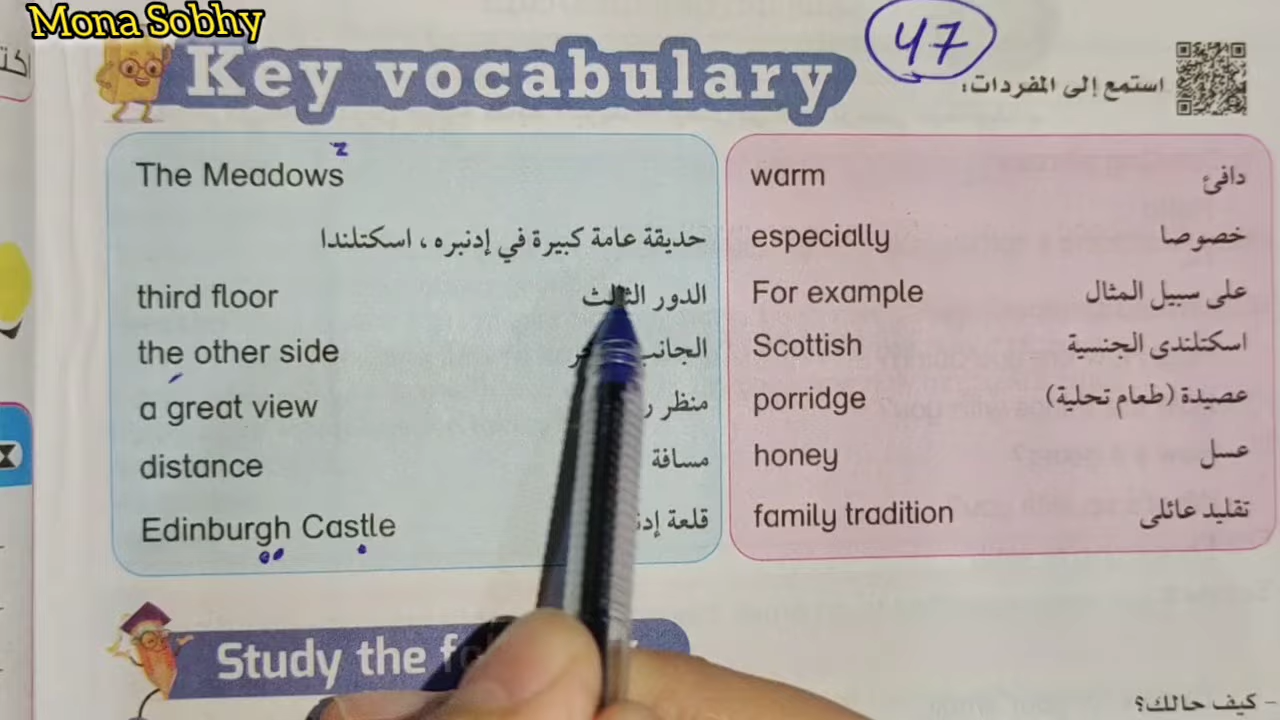 Mona Sobhy
Key vocabulary
47
استمع إلى المفردات:
The Meadows
z
حديقة عامة كبيرة في إدنبره ، اسكتلندا
third floor الدور الثالث
the other side
a great view منظر
distance مسافة
Edinburgh Castle قلعة
warm دافئ
especially خصوصا
For example على سبيل المثال
Scottish اسكتلندى الجنسية
porridge عصيدة (طعام تحلية)
honey عسل
family tradition تقليد عائلى
Study the
- كيف حالك؟